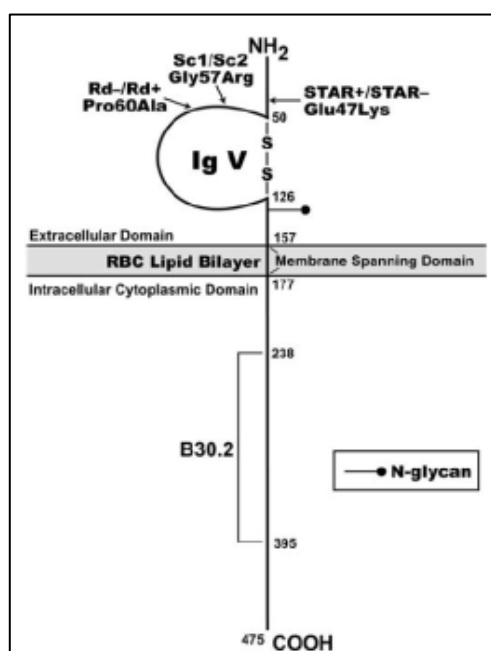 NH2
Sc1/Sc2
Gly57Arg
Rd–/Rd+
Pro60Ala
STAR+/STAR–
Glu47Lys
50
Ig V
S
S
126
Extracellular Domain
157
RBC Lipid Bilayer
Membrane Spanning Domain
Intracellular Cytoplasmic Domain
177
238
B30.2
N-glycan
395
475 COOH